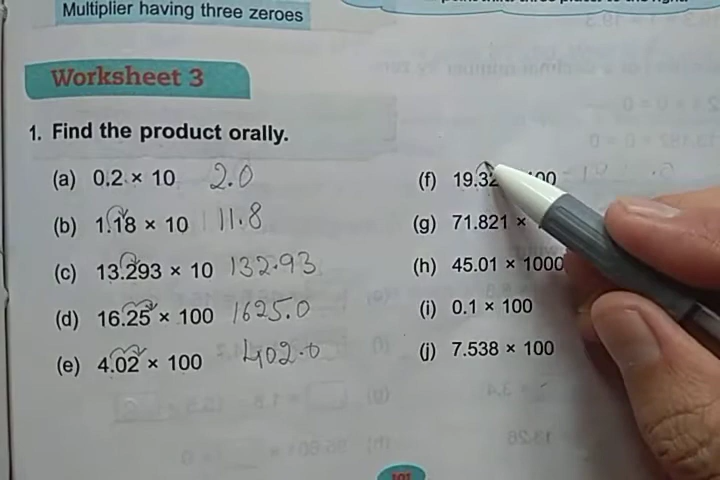 Multiplier having three zeroes
Worksheet 3
1. Find the product orally.
(a) 0.2 × 10 2.0
(b) 1.18 × 10 11.8
(c) 13.293 × 10 132.93
(d) 16.25 × 100 1625.0
(e) 4.02 × 100 402.0
(f) 19.32
(g) 71.821 ×
(h) 45.01 × 1000
(i) 0.1 × 100
(j) 7.538 × 100
101